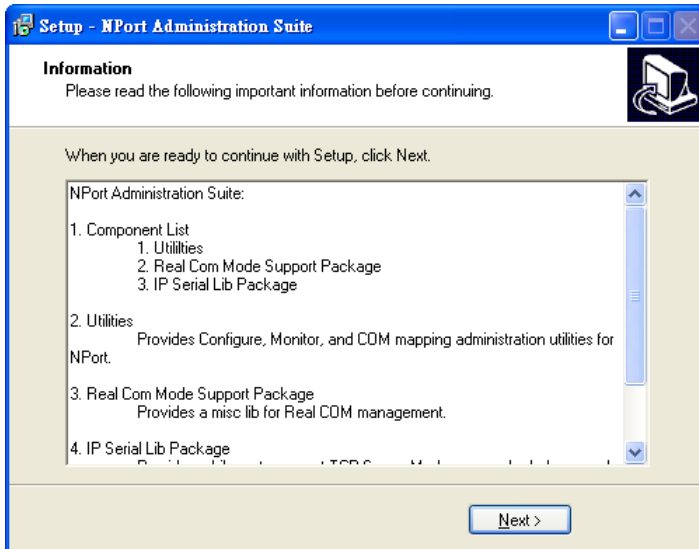 Setup - NPort Administration Suite
Information
Please read the following important information before continuing.
When you are ready to continue with Setup, click Next.
NPort Administration Suite:
1. Component List
1. Utililties
2. Real Com Mode Support Package
3. IP Serial Lib Package
2. Utilities
Provides Configure, Monitor, and COM mapping administration utilities for
NPort.
3. Real Com Mode Support Package
Provides a misc lib for Real COM management.
4. IP Serial Lib Package
Next >